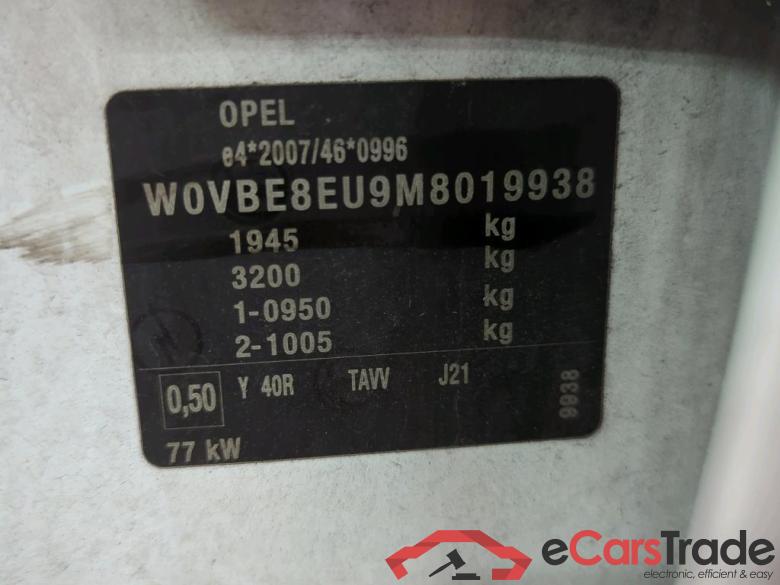 OPEL
e4*2007/46*0996
W0VBE8EU9M8019938
1945 kg
3200 kg
1-0950 kg
2-1005 kg
0,50 Y 40R TAVV J21
9938
77 kW
eCarsTrade
electronic, efficient & easy